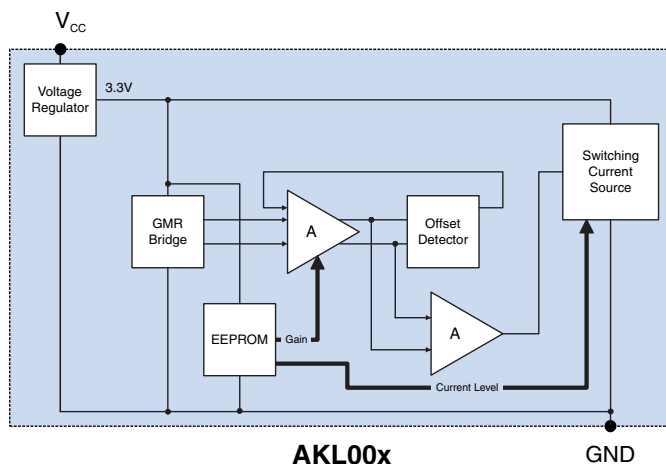 VCC
Voltage
Regulator
3.3V
Switching
Current
Source
GMR
Bridge
A
Offset
Detector
EEPROM
Gain
A
Current Level
AKL00x
GND